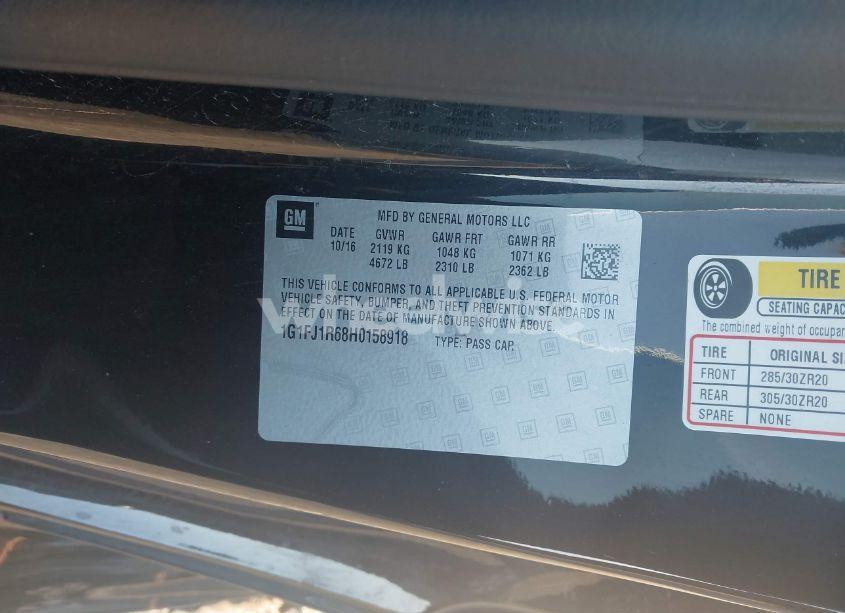 GM
MFD BY GENERAL MOTORS LLC
DATE GVWR GAWR FRT GAWR RR
10/16 2119 KG 1048 KG 1071 KG
4672 LB 2310 LB 2362 LB
THIS VEHICLE CONFORMS TO ALL APPLICABLE U.S. FEDERAL MOTOR
VEHICLE SAFETY, BUMPER, AND THEFT PREVENTION STANDARDS IN
EFFECT ON THE DATE OF MANUFACTURE SHOWN ABOVE.
1G1FJ1R68H0158918 TYPE: PASS CAR
TIRE
SEATING CAPAC
The combined weight of occupan
TIRE ORIGINAL SI
FRONT 285/30ZR20
REAR 305/30ZR20
SPARE NONE